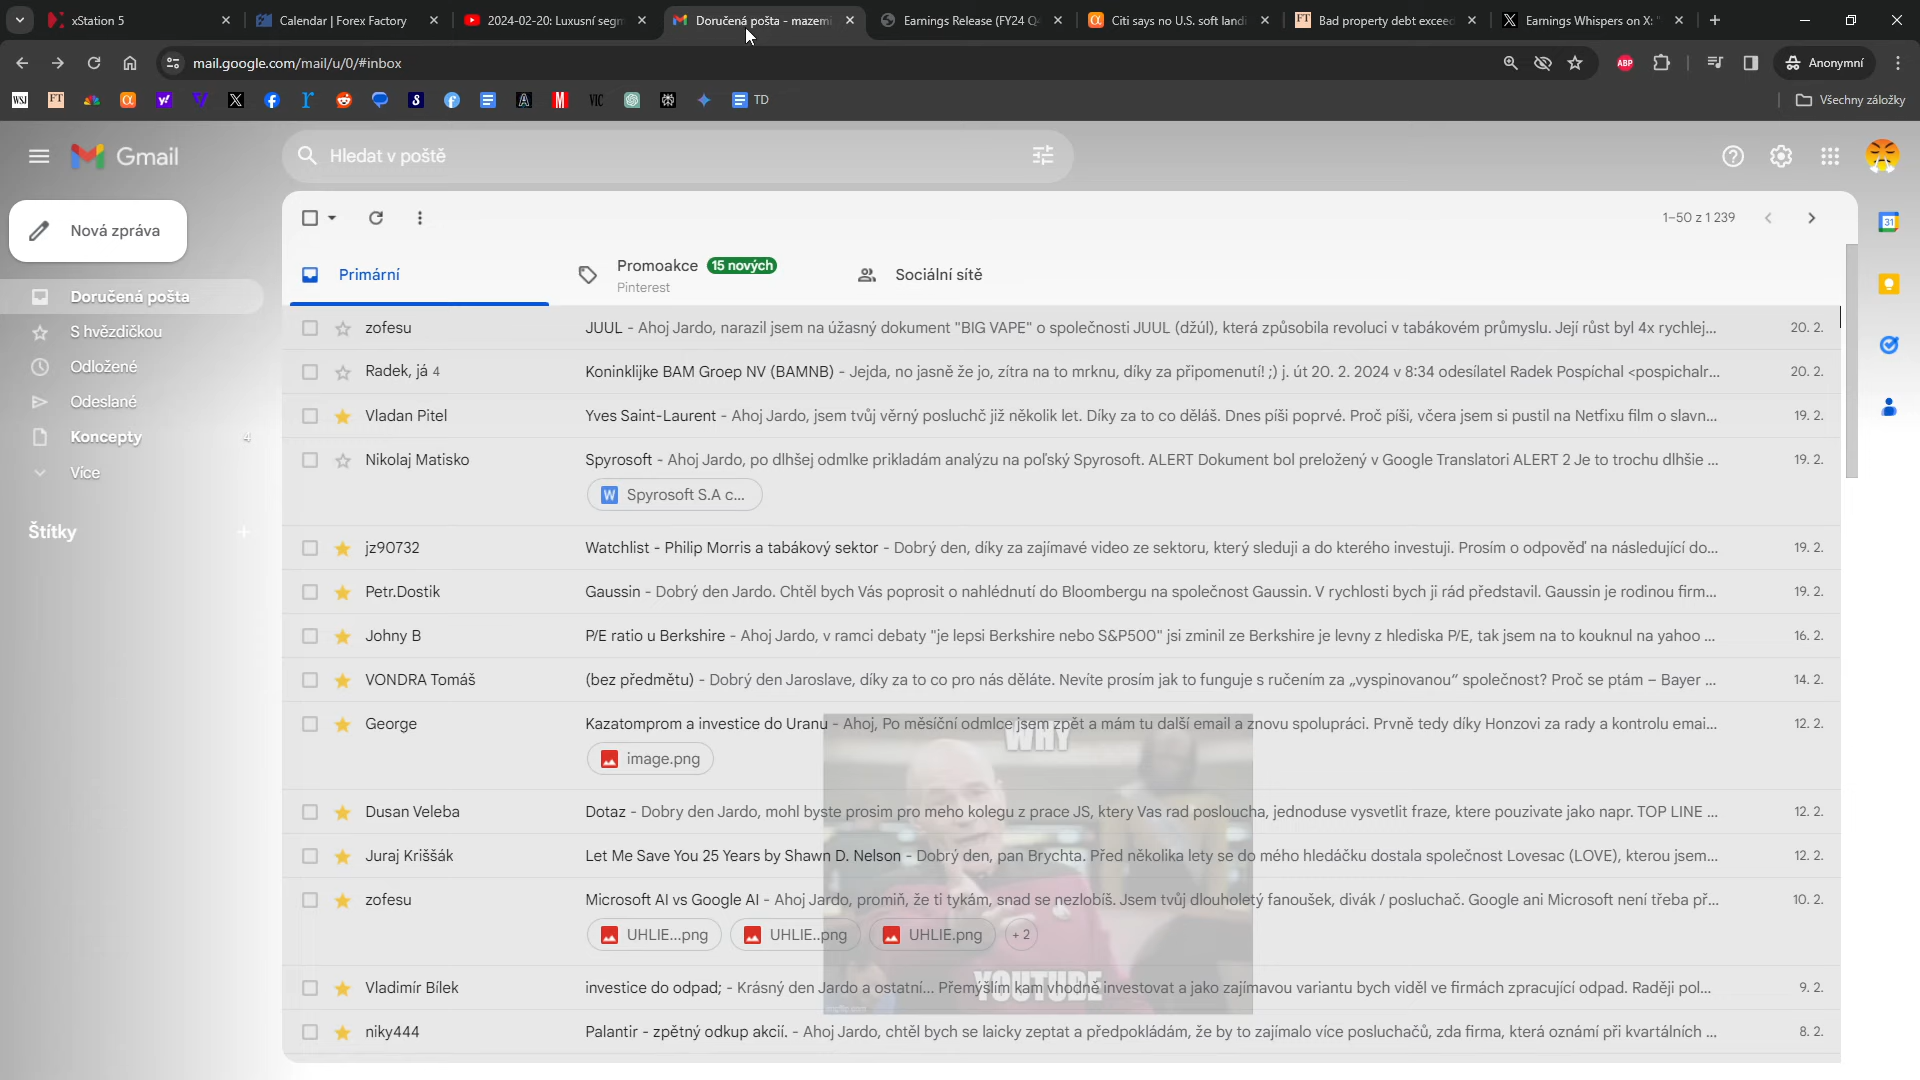 xStation 5
Calendar | Forex Factory
2024-02-20: Luxusní segm
Doručená pošta - mazemi
Earnings Release (FY24 Q4
Citi says no U.S. soft landi
Bad property debt exceed
Earnings Whispers on X: "
mail.google.com/mail/u/0/#inbox
ABP
Anonymní
WSJ
FT
VIC
TD
Všechny záložky
Gmail
Hledat v poště
Nová zpráva
1–50 z 1 239
Primární
Promoakce 15 nových
Pinterest
Sociální sítě
Doručená pošta
S hvězdičkou
Odložené
Odeslané
Koncepty 4
Více
Štítky
zofesu JUUL - Ahoj Jardo, narazil jsem na úžasný dokument "BIG VAPE" o společnosti JUUL (džúl), která způsobila revoluci v tabákovém průmyslu. Její růst byl 4x rychlej... 20. 2.
Radek, já 4 Koninklijke BAM Groep NV (BAMNB) - Jejda, no jasně že jo, zítra na to mrknu, díky za připomenutí! ;) j. út 20. 2. 2024 v 8:34 odesílatel Radek Pospíchal <pospichalr... 20. 2.
Vladan Pitel Yves Saint-Laurent - Ahoj Jardo, jsem tvůj věrný posluchč již několik let. Díky za to co děláš. Dnes píši poprvé. Proč píši, včera jsem si pustil na Netfixu film o slavn... 19. 2.
Nikolaj Matisko Spyrosoft - Ahoj Jardo, po dlhšej odmlke prikladám analýzu na poľský Spyrosoft. ALERT Dokument bol preložený v Google Translatori ALERT 2 Je to trochu dlhšie ... 19. 2.
W Spyrosoft S.A c...
jz90732 Watchlist - Philip Morris a tabákový sektor - Dobrý den, díky za zajímavé video ze sektoru, který sleduji a do kterého investuji. Prosím o odpověď na následující do... 19. 2.
Petr.Dostik Gaussin - Dobrý den Jardo. Chtěl bych Vás poprosit o nahlédnutí do Bloombergu na společnost Gaussin. V rychlosti bych ji rád představil. Gaussin je rodinou firm... 19. 2.
Johny B P/E ratio u Berkshire - Ahoj Jardo, v ramci debaty "je lepsi Berkshire nebo S&P500" jsi zminil ze Berkshire je levny z hlediska P/E, tak jsem na to kouknul na yahoo ... 16. 2.
VONDRA Tomáš (bez předmětu) - Dobrý den Jaroslave, díky za to co pro nás děláte. Nevíte prosím jak to funguje s ručením za „vyspinovanou“ společnost? Proč se ptám – Bayer ... 14. 2.
George Kazatomprom a investice do Uranu - Ahoj, Po měsíční odmlce jsem zpět a mám tu další email a znovu spolupráci. Prvně tedy díky Honzovi za rady a kontrolu emai... 12. 2.
image.png
WHY
Dusan Veleba Dotaz - Dobry den Jardo, mohl byste prosim pro meho kolegu z prace JS, ktery Vas rad posloucha, jednoduse vysvetlit fraze, ktere pouzivate jako napr. TOP LINE ... 12. 2.
Juraj Kriššák Let Me Save You 25 Years by Shawn D. Nelson - Dobrý den, pan Brychta. Před několika lety se do mého hledáčku dostala společnost Lovesac (LOVE), kterou jsem... 12. 2.
zofesu Microsoft AI vs Google AI - Ahoj Jardo, promiň, že ti tykám, snad se nezlobíš. Jsem tvůj dlouholetý fanoušek, divák / posluchač. Google ani Microsoft není třeba př... 10. 2.
UHLIE...png UHLIE..png UHLIE.png + 2
Vladimír Bílek investice do odpad; - Krásný den Jardo a ostatní... Přemýšlím kam vhodně investovat a jako zajímavou variantu bych viděl ve firmách zpracující odpad. Raději pol... 9. 2.
YOUTUBE
imgflip.com
niky444 Palantir - zpětný odkup akcií. - Ahoj Jardo, chtěl bych se laicky zeptat a předpokládám, že by to zajímalo více posluchačů, zda firma, která oznámí při kvartálních ... 8. 2.